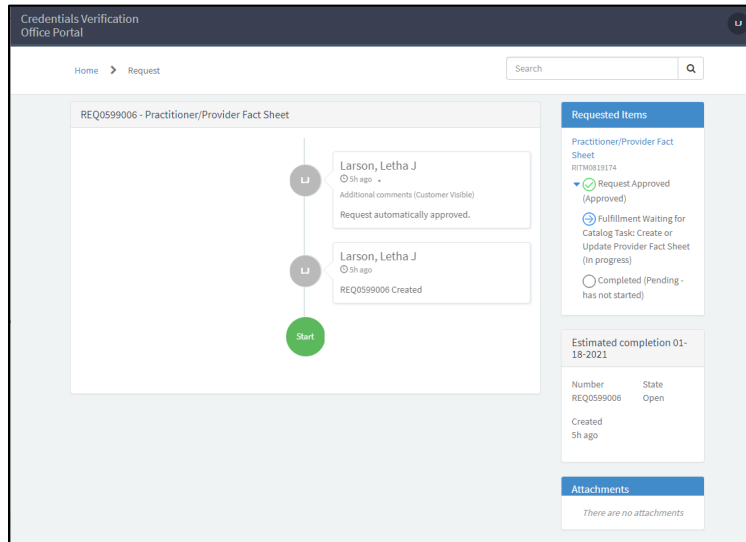 Credentials Verification
Office Portal
LJ
Home > Request
Search
REQ0599006 - Practitioner/Provider Fact Sheet
LJ
Larson, Letha J
5h ago
Additional comments (Customer Visible)
Request automatically approved.
LJ
Larson, Letha J
5h ago
REQ0599006 Created
Start
Requested Items
Practitioner/Provider Fact
Sheet
RITM0819174
Request Approved
(Approved)
Fulfillment Waiting for
Catalog Task: Create or
Update Provider Fact Sheet
(In progress)
Completed (Pending -
has not started)
Estimated completion 01-
18-2021
Number State
REQ0599006 Open
Created
5h ago
Attachments
There are no attachments